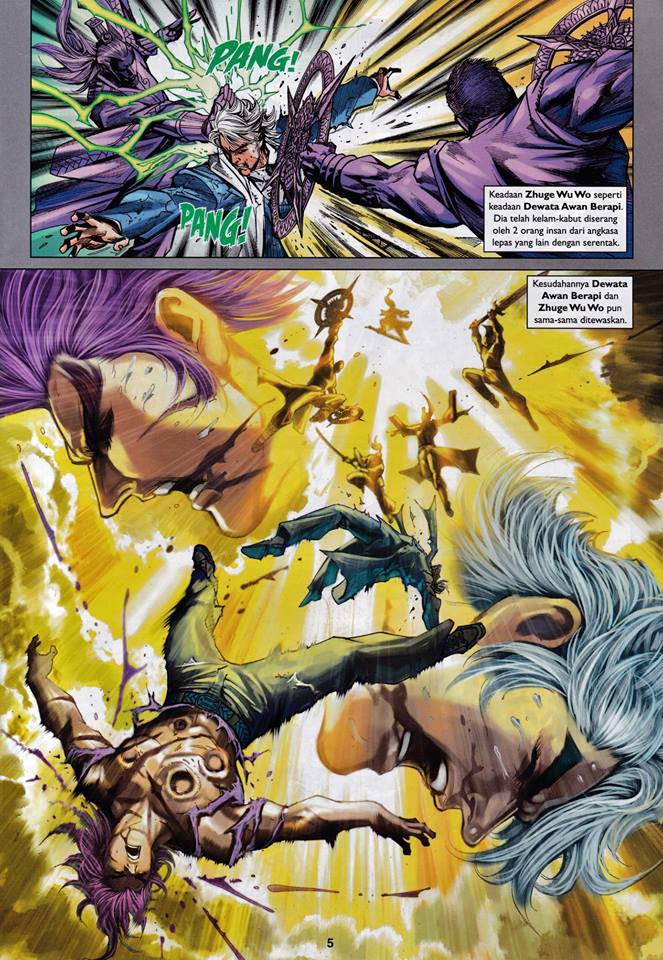 PANG!
PANG!
Keadaan Zhuge Wu Wo seperti
keadaan Dewata Awan Berapi.
Dia telah kelam-kabut diserang
oleh 2 orang insan dari angkasa
lepas yang lain dengan serentak.
Kesudahannya Dewata
Awan Berapi dan
Zhuge Wu Wo pun
sama-sama ditewaskan.
5